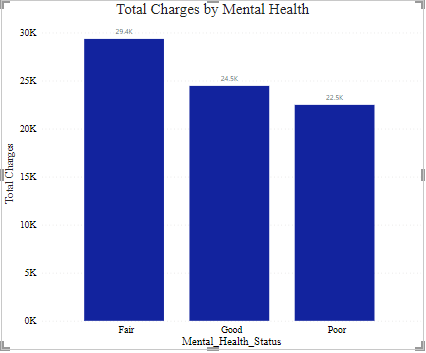 Total Charges by Mental Health
Total Charges
30K
25K
20K
15K
10K
5K
0K
29.4K
24.5K
22.5K
Fair Good Poor
Mental_Health_Status